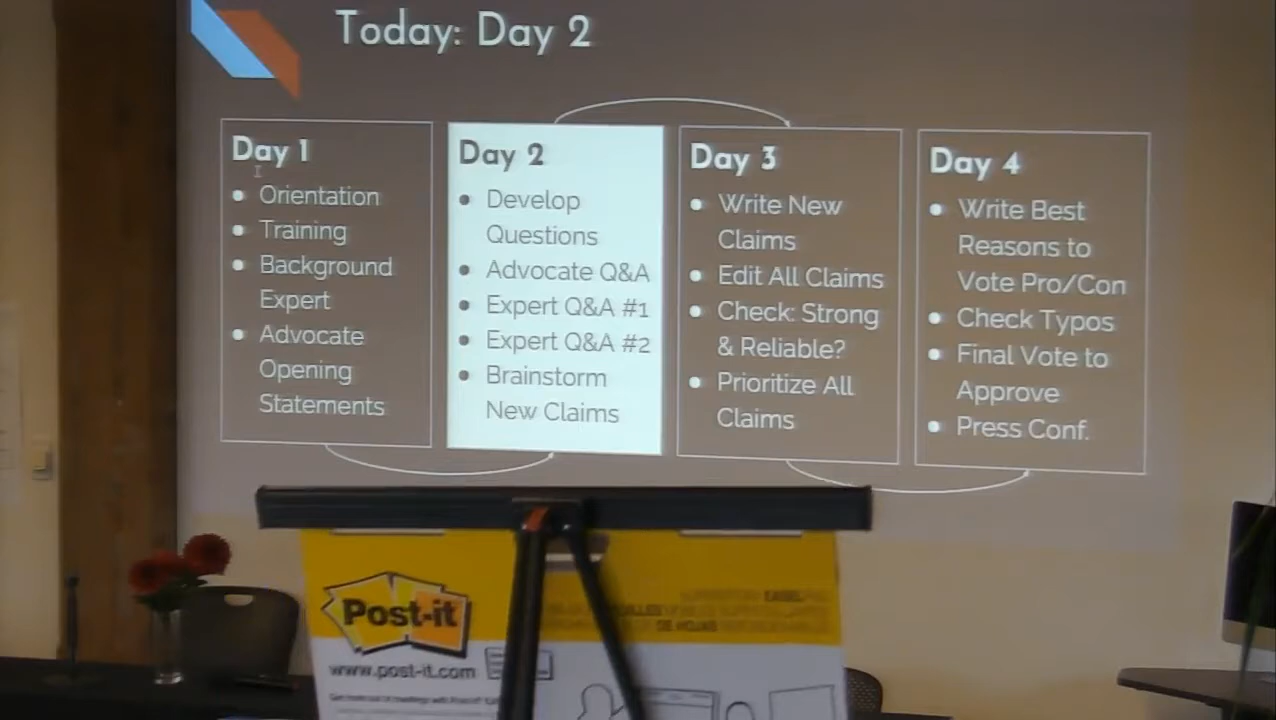 Today: Day 2
Day 1
Orientation
Training
Background
Expert
Advocate
Opening
Statements
Day 2
Develop
Questions
Advocate Q&A
Expert Q&A #1
Expert Q&A #2
Brainstorm
New Claims
Day 3
Write New
Claims
Edit All Claims
Check: Strong
& Reliable?
Prioritize All
Claims
Day 4
Write Best
Reasons to
Vote Pro/Con
Check Typos
Final Vote to
Approve
Press Conf.
Post-it
www.post-it.com